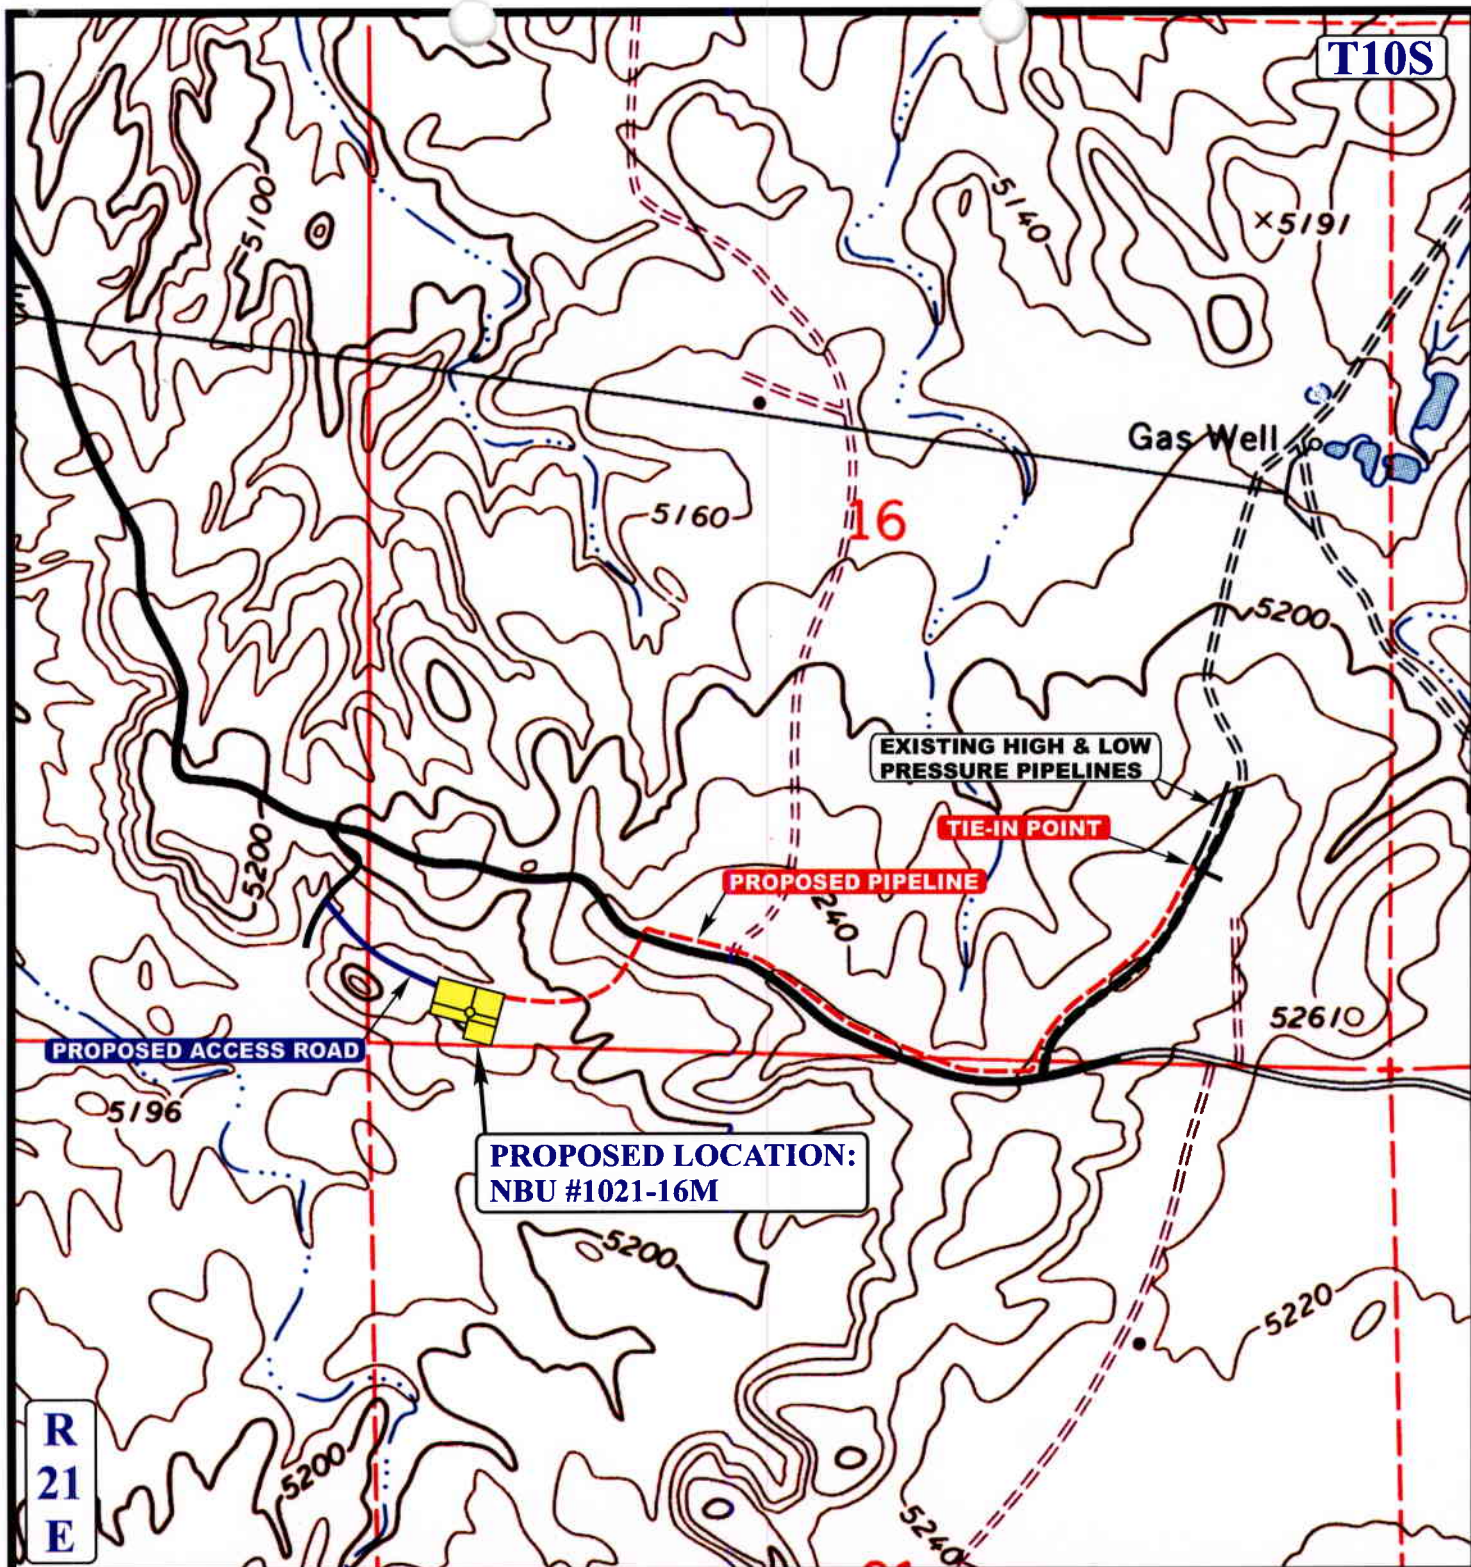 T10S
5100
5140
×5191
Gas Well
5160
16
5200
EXISTING HIGH & LOW
PRESSURE PIPELINES
TIE-IN POINT
5200
PROPOSED PIPELINE
5240
5261
PROPOSED ACCESS ROAD
5196
PROPOSED LOCATION:
NBU #1021-16M
5200
5220
R
21
E
5200
5240